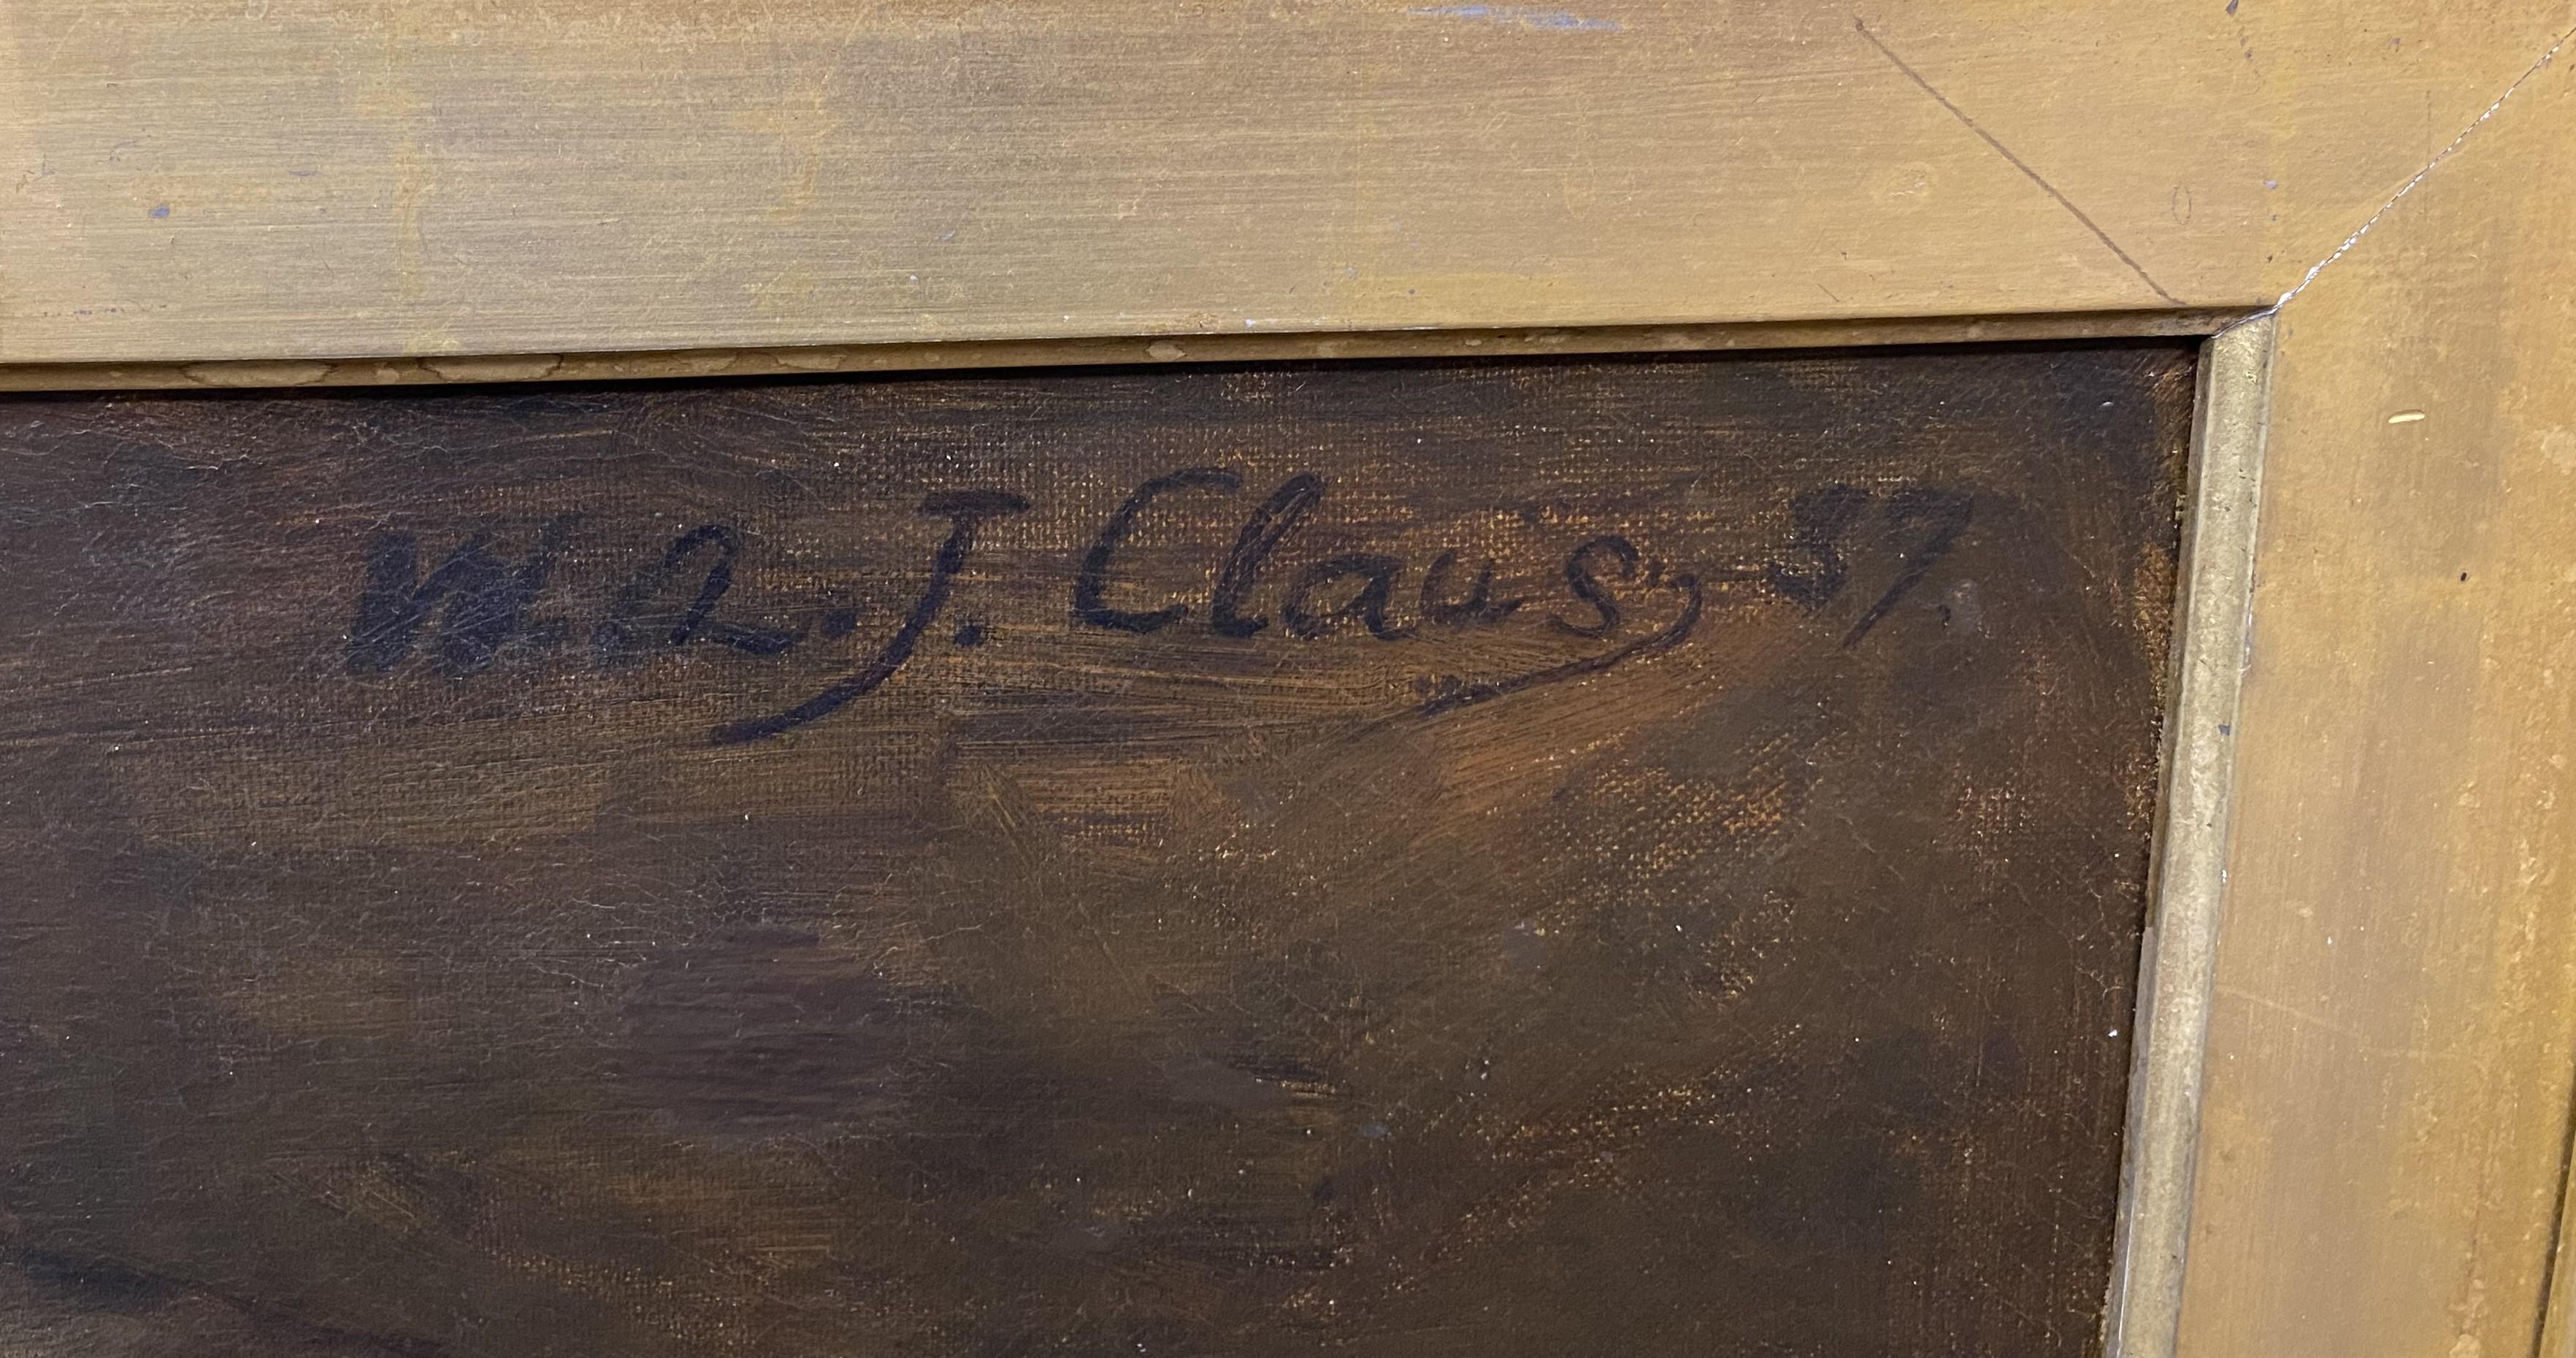 W. A. J. Claus, 87.